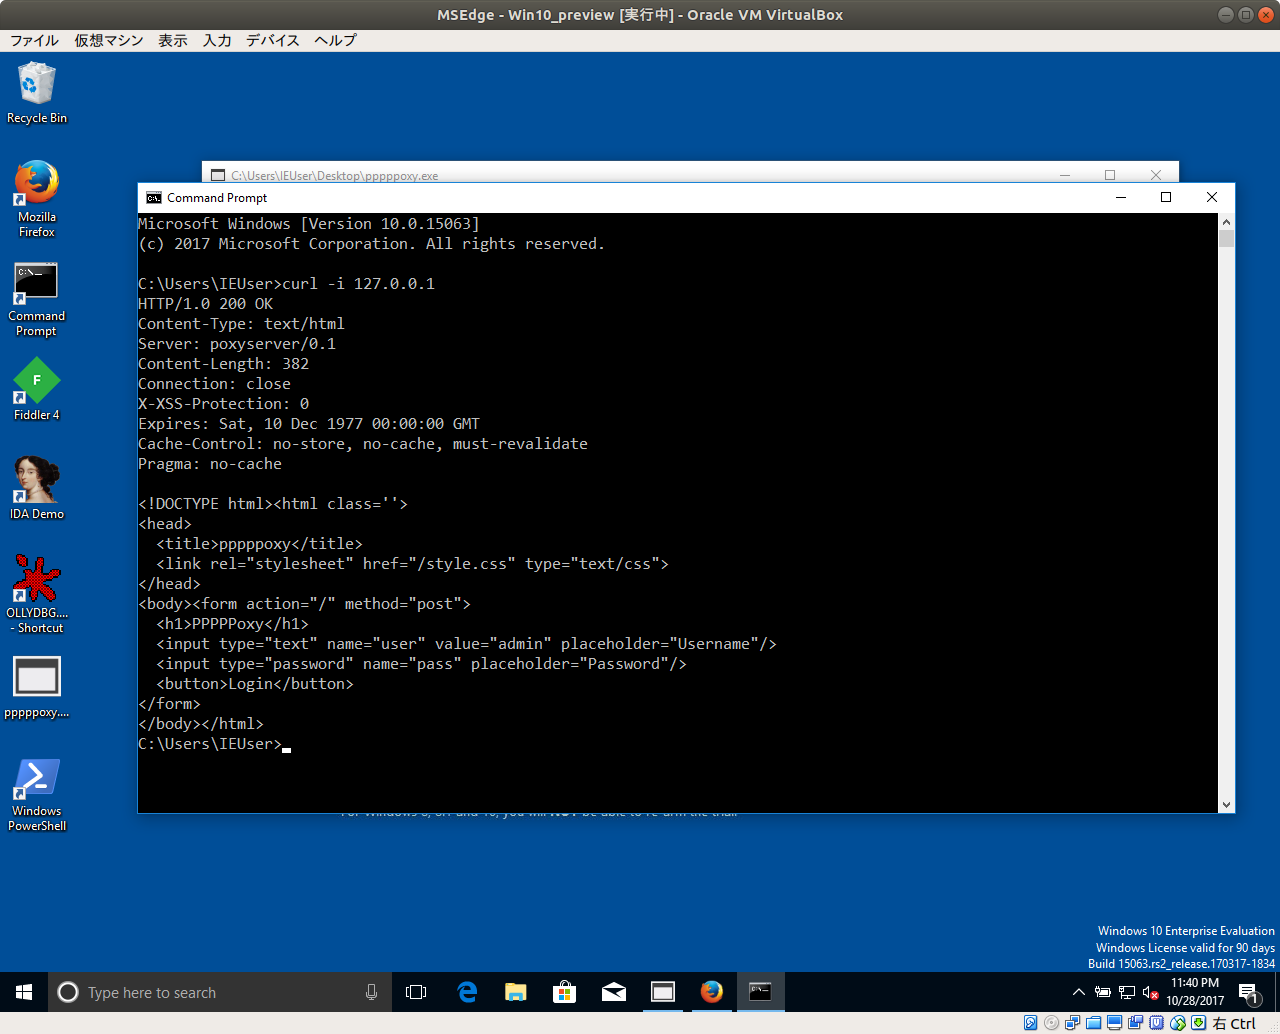 MSEdge - Win10_preview [実行中] - Oracle VM VirtualBox
ファイル 仮想マシン 表示 入力 デバイス ヘルプ
Recycle Bin
Mozilla
Firefox
Command
Prompt
Fiddler 4
IDA Demo
OLLYDBG....
- Shortcut
pppppoxy....
Windows
PowerShell
C:\Users\IEUser\Desktop\pppppoxy.exe
Command Prompt
Microsoft Windows [Version 10.0.15063]
(c) 2017 Microsoft Corporation. All rights reserved.
C:\Users\IEUser>curl -i 127.0.0.1
HTTP/1.0 200 OK
Content-Type: text/html
Server: poxyserver/0.1
Content-Length: 382
Connection: close
X-XSS-Protection: 0
Expires: Sat, 10 Dec 1977 00:00:00 GMT
Cache-Control: no-store, no-cache, must-revalidate
Pragma: no-cache
<!DOCTYPE html><html class=''>
<head>
  <title>pppppoxy</title>
  <link rel="stylesheet" href="/style.css" type="text/css">
</head>
<body><form action="/" method="post">
  <h1>PPPPPoxy</h1>
  <input type="text" name="user" value="admin" placeholder="Username"/>
  <input type="password" name="pass" placeholder="Password"/>
  <button>Login</button>
</form>
</body></html>
C:\Users\IEUser>
Windows 10 Enterprise Evaluation
Windows License valid for 90 days
Build 15063.rs2_release.170317-1834
Type here to search
11:40 PM
10/28/2017
1
右 Ctrl